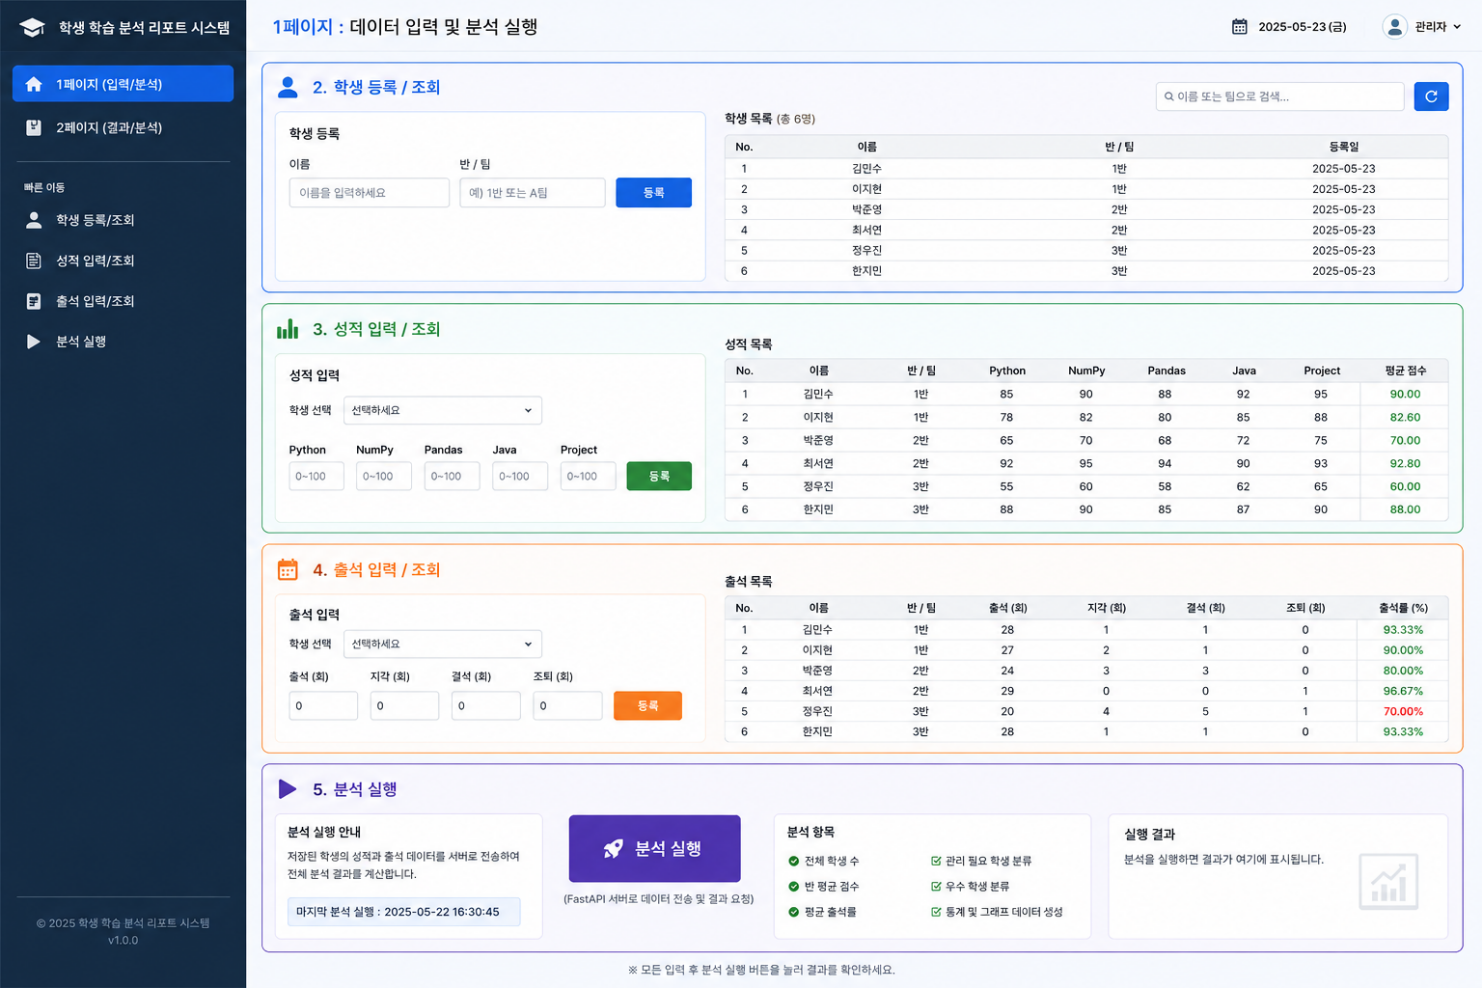 학생 학습 분석 리포트 시스템
1페이지 (입력/분석)
2페이지 (결과/분석)
빠른 이동
학생 등록/조회
성적 입력/조회
출석 입력/조회
분석 실행
© 2025 학생 학습 분석 리포트 시스템
v1.0.0
1페이지 : 데이터 입력 및 분석 실행
2025-05-23 (금)
관리자
2. 학생 등록 / 조회
이름 또는 팀으로 검색...
학생 등록
이름 반 / 팀
이름을 입력하세요 예) 1반 또는 A팀 등록
학생 목록 (총 6명)
No. 이름 반 / 팀 등록일
1 김민수 1반 2025-05-23
2 이지현 1반 2025-05-23
3 박준영 2반 2025-05-23
4 최서연 2반 2025-05-23
5 정우진 3반 2025-05-23
6 한지민 3반 2025-05-23
3. 성적 입력 / 조회
성적 입력
학생 선택 선택하세요
Python NumPy Pandas Java Project
0~100 0~100 0~100 0~100 0~100 등록
성적 목록
No. 이름 반 / 팀 Python NumPy Pandas Java Project 평균 점수
1 김민수 1반 85 90 88 92 95 90.00
2 이지현 1반 78 82 80 85 88 82.60
3 박준영 2반 65 70 68 72 75 70.00
4 최서연 2반 92 95 94 90 93 92.80
5 정우진 3반 55 60 58 62 65 60.00
6 한지민 3반 88 90 85 87 90 88.00
4. 출석 입력 / 조회
출석 입력
학생 선택 선택하세요
출석 (회) 지각 (회) 결석 (회) 조퇴 (회)
0 0 0 0 등록
출석 목록
No. 이름 반 / 팀 출석 (회) 지각 (회) 결석 (회) 조퇴 (회) 출석률 (%)
1 김민수 1반 28 1 1 0 93.33%
2 이지현 1반 27 2 1 0 90.00%
3 박준영 2반 24 3 3 0 80.00%
4 최서연 2반 29 0 0 1 96.67%
5 정우진 3반 20 4 5 1 70.00%
6 한지민 3반 28 1 1 0 93.33%
5. 분석 실행
분석 실행 안내
저장된 학생의 성적과 출석 데이터를 서버로 전송하여
전체 분석 결과를 계산합니다.
마지막 분석 실행 : 2025-05-22 16:30:45
분석 실행
(FastAPI 서버로 데이터 전송 및 결과 요청)
분석 항목
전체 학생 수 관리 필요 학생 분류
반 평균 점수 우수 학생 분류
평균 출석률 통계 및 그래프 데이터 생성
실행 결과
분석을 실행하면 결과가 여기에 표시됩니다.
※ 모든 입력 후 분석 실행 버튼을 눌러 결과를 확인하세요.